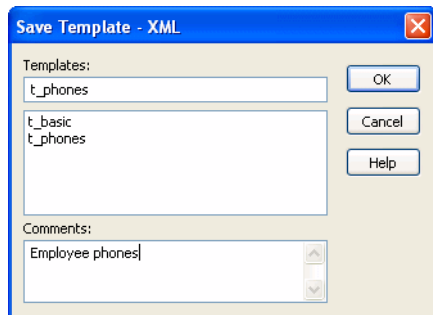 Save Template - XML
Templates:
t_phones
OK
t_basic
t_phones
Cancel
Help
Comments:
Employee phones